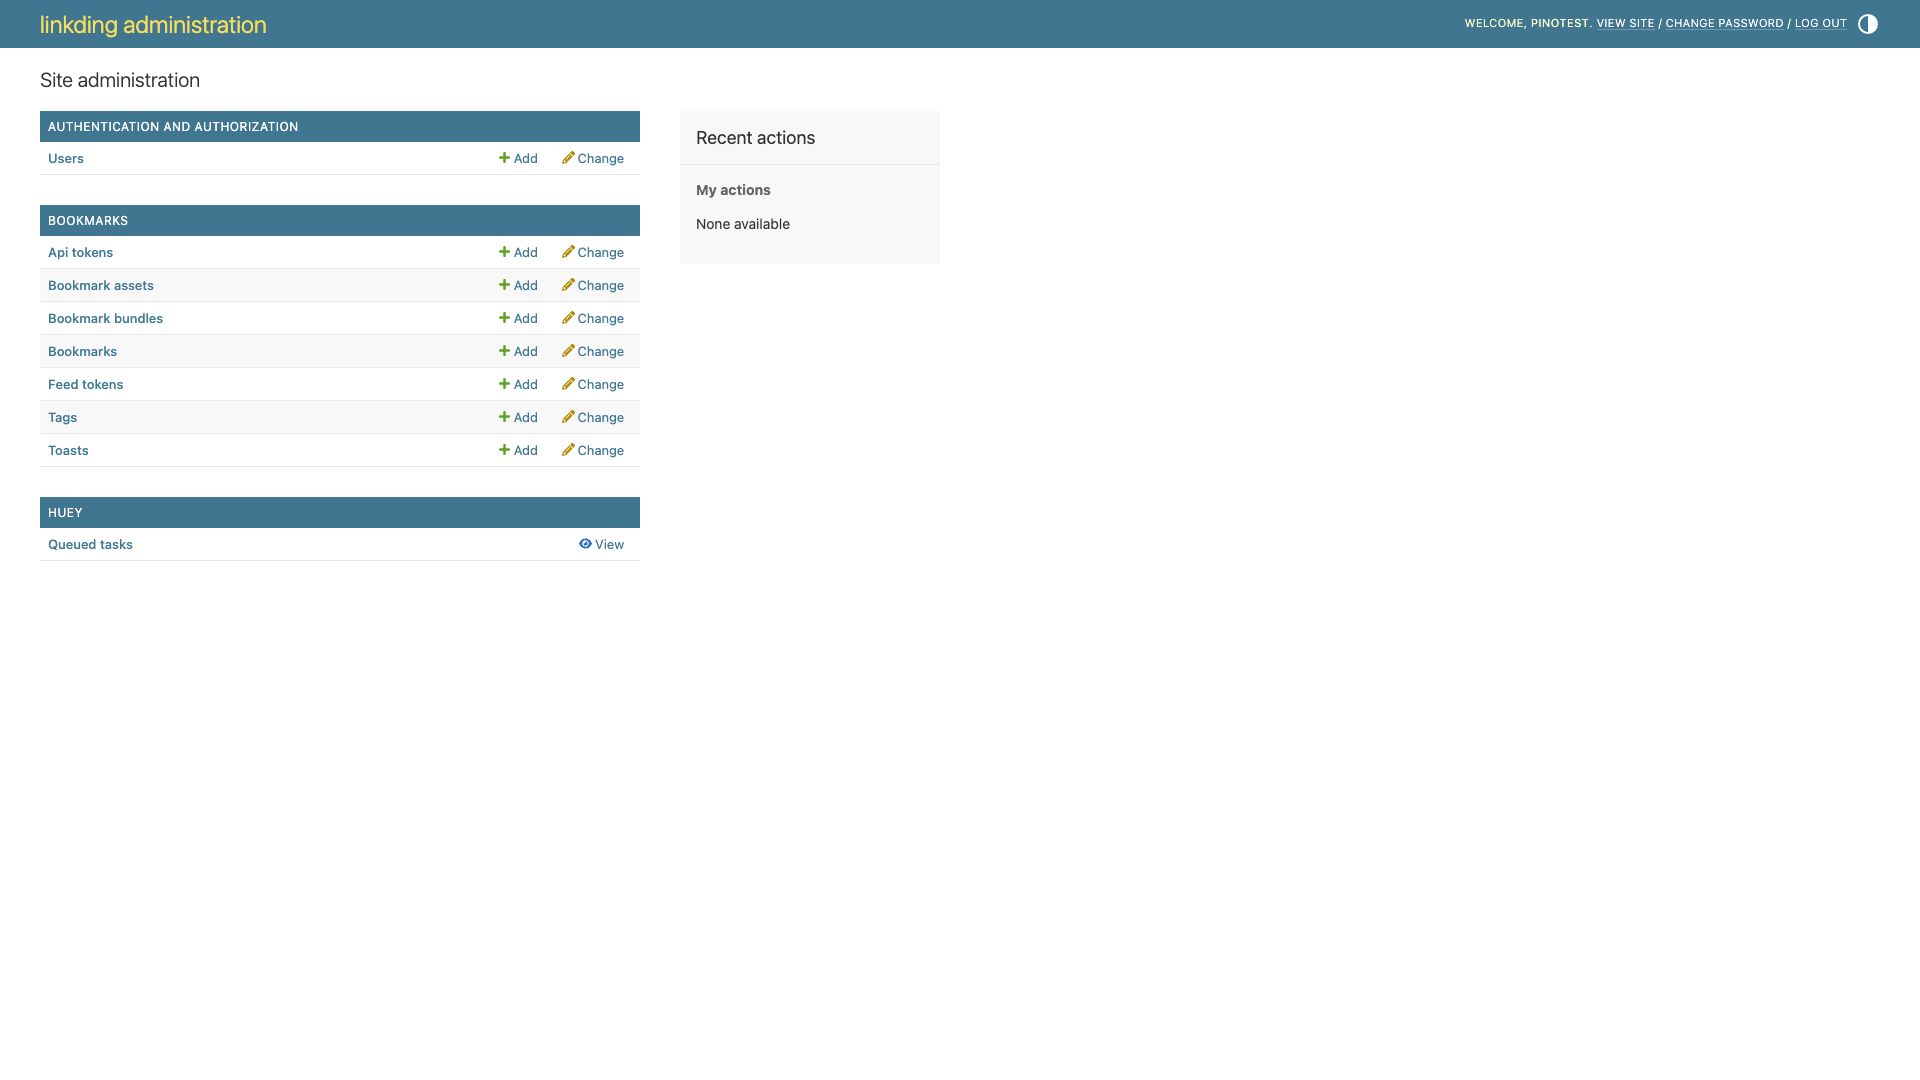 linkding administration
WELCOME, PINOTEST. VIEW SITE / CHANGE PASSWORD / LOG OUT
Site administration
AUTHENTICATION AND AUTHORIZATION
Users Add Change
BOOKMARKS
Api tokens Add Change
Bookmark assets Add Change
Bookmark bundles Add Change
Bookmarks Add Change
Feed tokens Add Change
Tags Add Change
Toasts Add Change
HUEY
Queued tasks View
Recent actions
My actions
None available